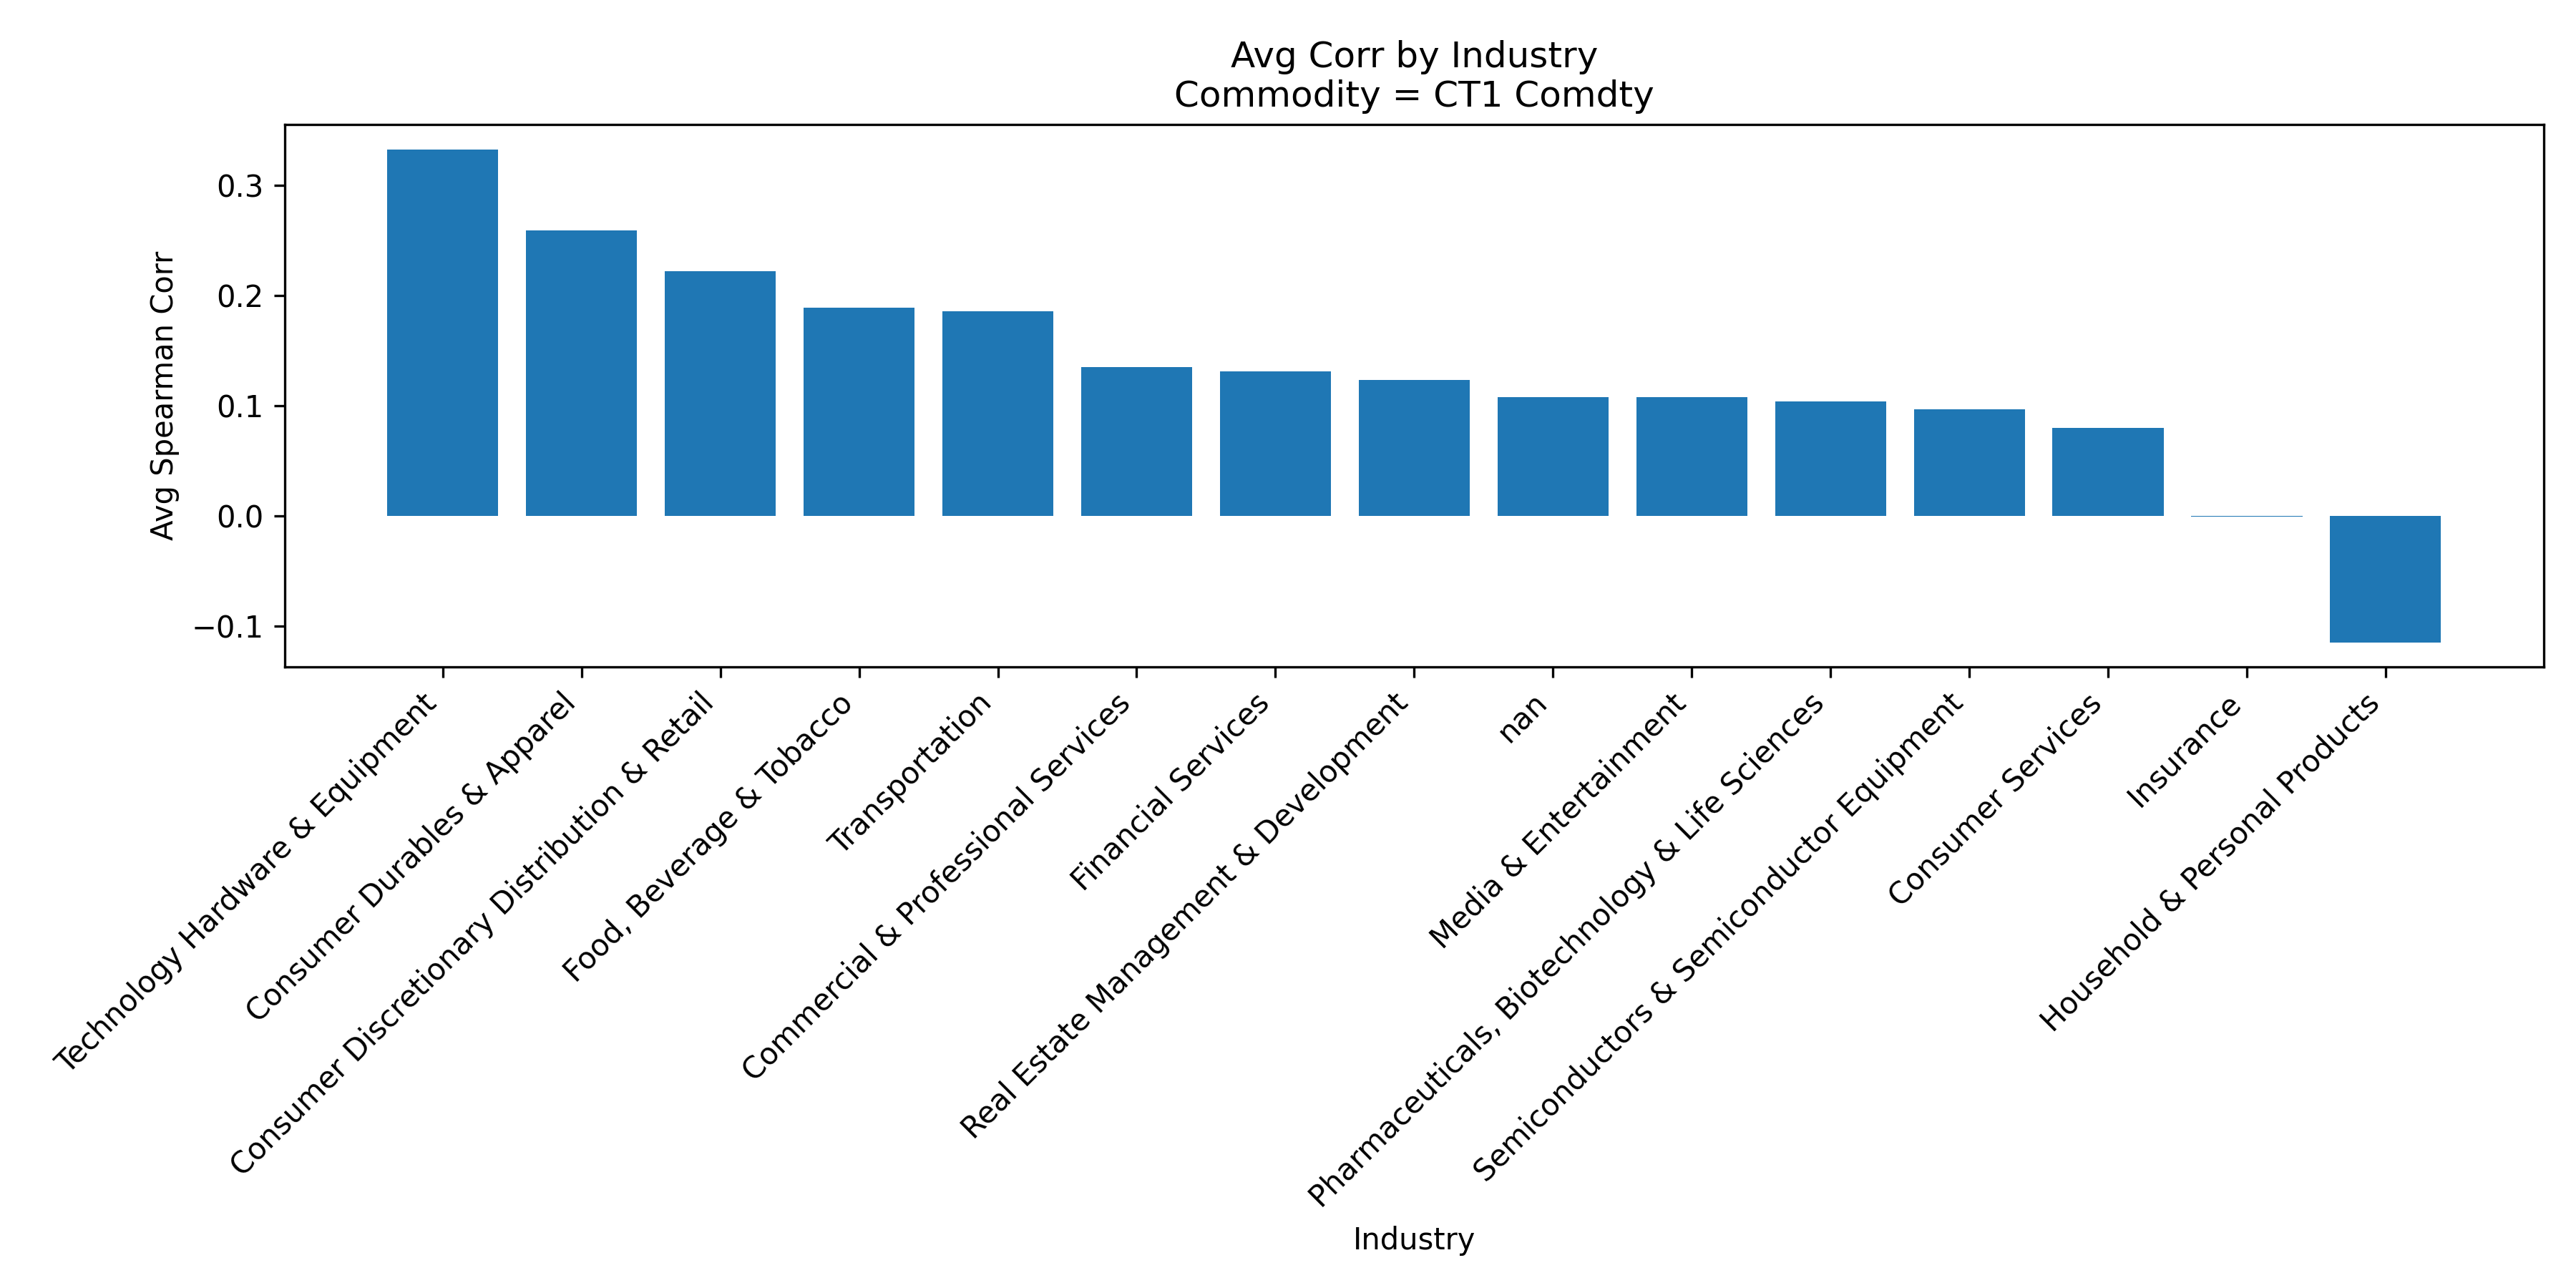 Avg Corr by Industry
Commodity = CT1 Comdty
Avg Spearman Corr
0.3
0.2
0.1
0.0
−0.1
Technology Hardware & Equipment
Consumer Durables & Apparel
Consumer Discretionary Distribution & Retail
Food, Beverage & Tobacco
Transportation
Commercial & Professional Services
Financial Services
Real Estate Management & Development
nan
Media & Entertainment
Pharmaceuticals, Biotechnology & Life Sciences
Semiconductors & Semiconductor Equipment
Consumer Services
Insurance
Household & Personal Products
Industry